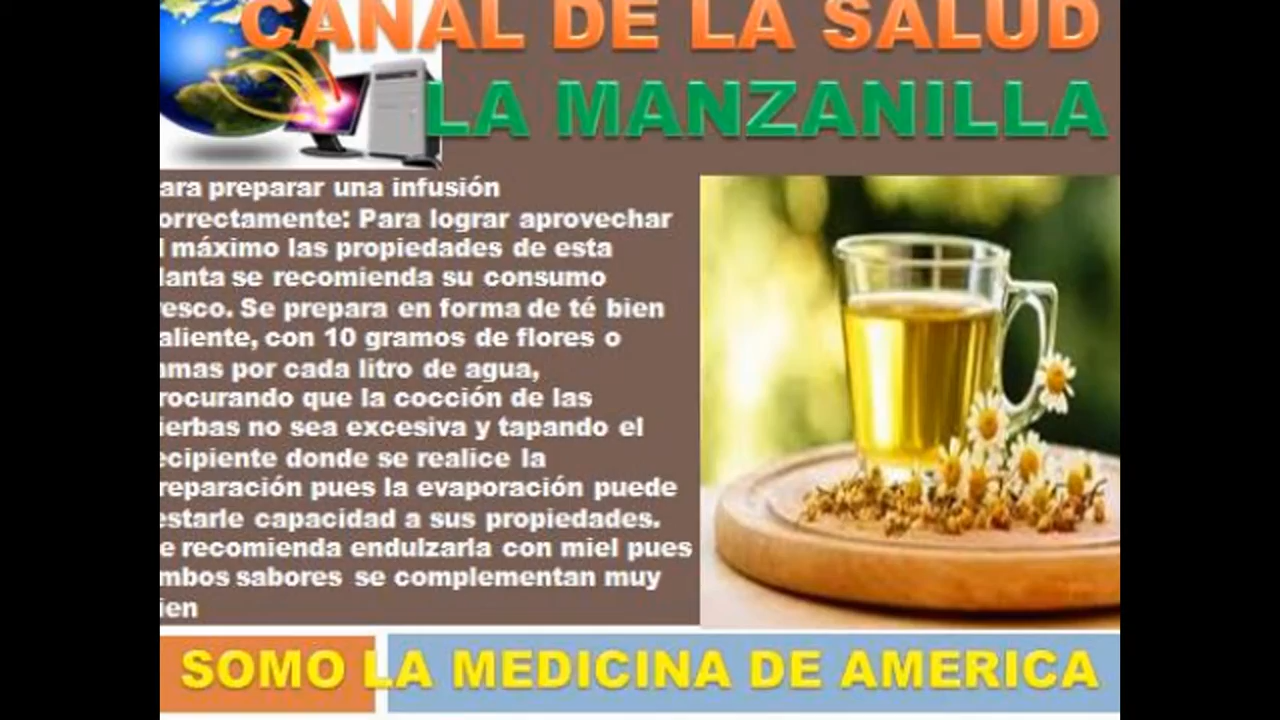 CANAL DE LA SALUD
LA MANZANILLA
ara preparar una infusión
orrectamente: Para lograr aprovechar
l máximo las propiedades de esta
lanta se recomienda su consumo
resco. Se prepara en forma de té bien
aliente, con 10 gramos de flores o
amas por cada litro de agua,
rocurando que la cocción de las
ierbas no sea excesiva y tapando el
ecipiente donde se realice la
reparación pues la evaporación puede
estarle capacidad a sus propiedades.
e recomienda endulzarla con miel pues
mbos sabores se complementan muy
ien
SOMO LA MEDICINA DE AMERICA